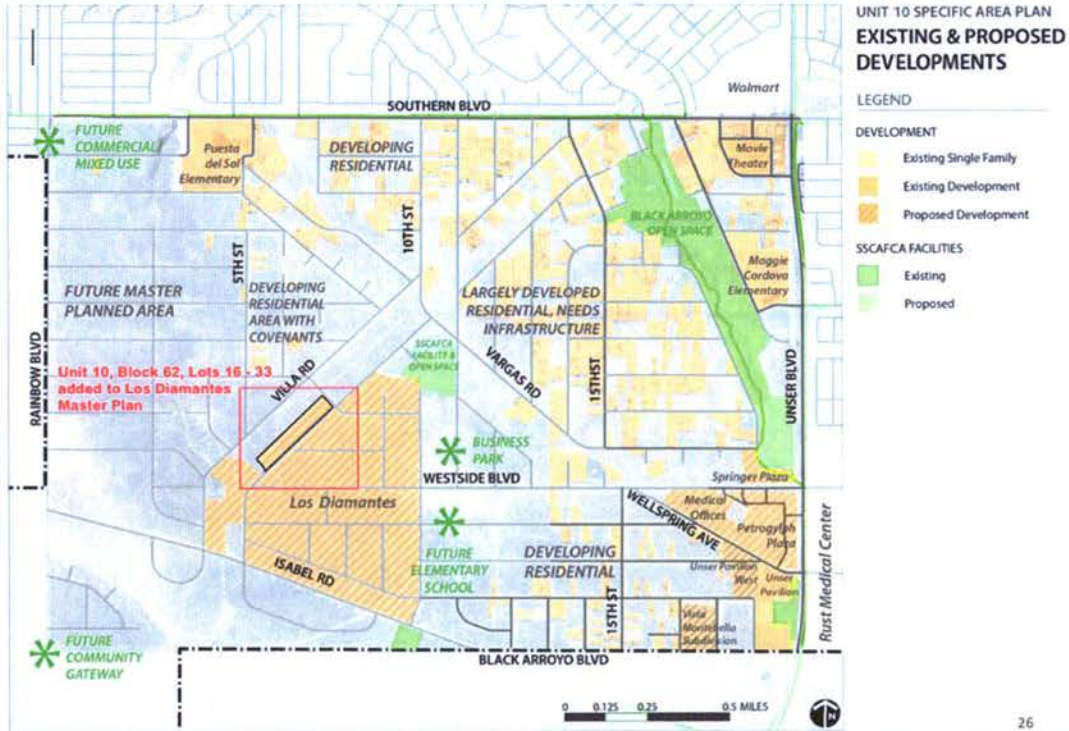 UNIT 10 SPECIFIC AREA PLAN
EXISTING & PROPOSED
DEVELOPMENTS
LEGEND
DEVELOPMENT
Existing Single Family
Existing Development
Proposed Development
SSCAFCA FACILITIES
Existing
Proposed
Walmart
SOUTHERN BLVD
FUTURE
COMMERCIAL/
MIXED USE
Puesta
del Sol
Elementary
DEVELOPING
RESIDENTIAL
Movie
Theater
10TH ST
BLACK ARROYO
OPEN SPACE
5TH ST
Maggie
Cordova
Elementary
FUTURE MASTER
PLANNED AREA
DEVELOPING
RESIDENTIAL
AREA WITH
COVENANTS
LARGELY DEVELOPED
RESIDENTIAL, NEEDS
INFRASTRUCTURE
RAINBOW BLVD
SSCAFCA
FACILITY &
OPEN SPACE
VARGAS RD
15THST
UNSER BLVD
Unit 10, Block 62, Lots 16 - 33
added to Los Diamantes
Master Plan
VILLA RD
BUSINESS
PARK
WESTSIDE BLVD
Springer Plaza
Los Diamantes
WELLSPRING AVE
Medical
Offices
Petroglyph
Plaza
Rust Medical Center
FUTURE
ELEMENTARY
SCHOOL
DEVELOPING
RESIDENTIAL
ISABEL RD
Unser Pavilion
West
Unser
Pavilion
15TH ST
Vista
Montebella
Subdivision
FUTURE
COMMUNITY
GATEWAY
BLACK ARROYO BLVD
0 0.125 0.25 0.5 MILES
N
26